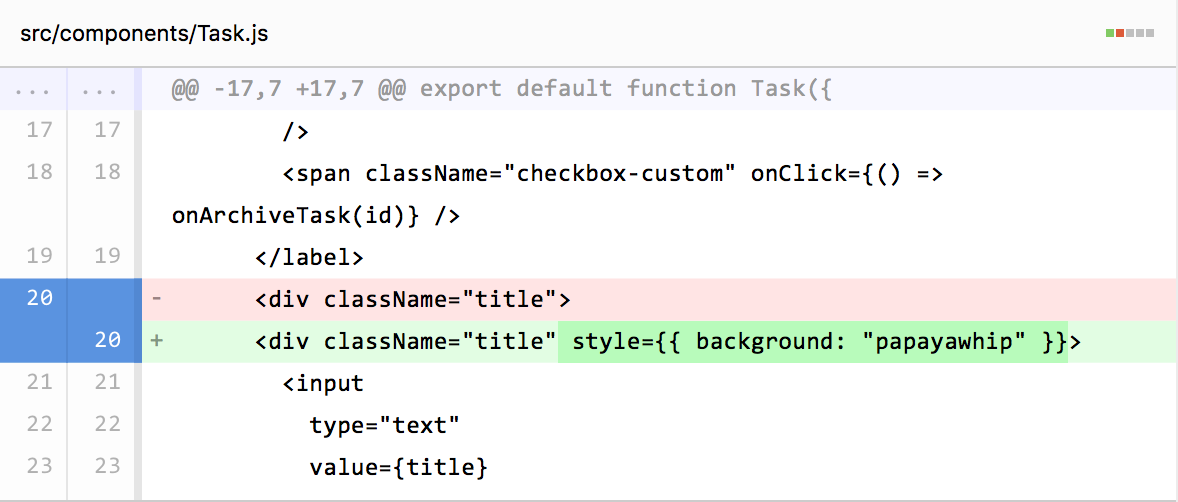 src/components/Task.js
... ... @@ -17,7 +17,7 @@ export default function Task({
17 17 />
18 18 <span className="checkbox-custom" onClick={() =>
onArchiveTask(id)} />
19 19 </label>
20 - <div className="title">
20 + <div className="title" style={{ background: "papayawhip" }}>
21 21 <input
22 22 type="text"
23 23 value={title}